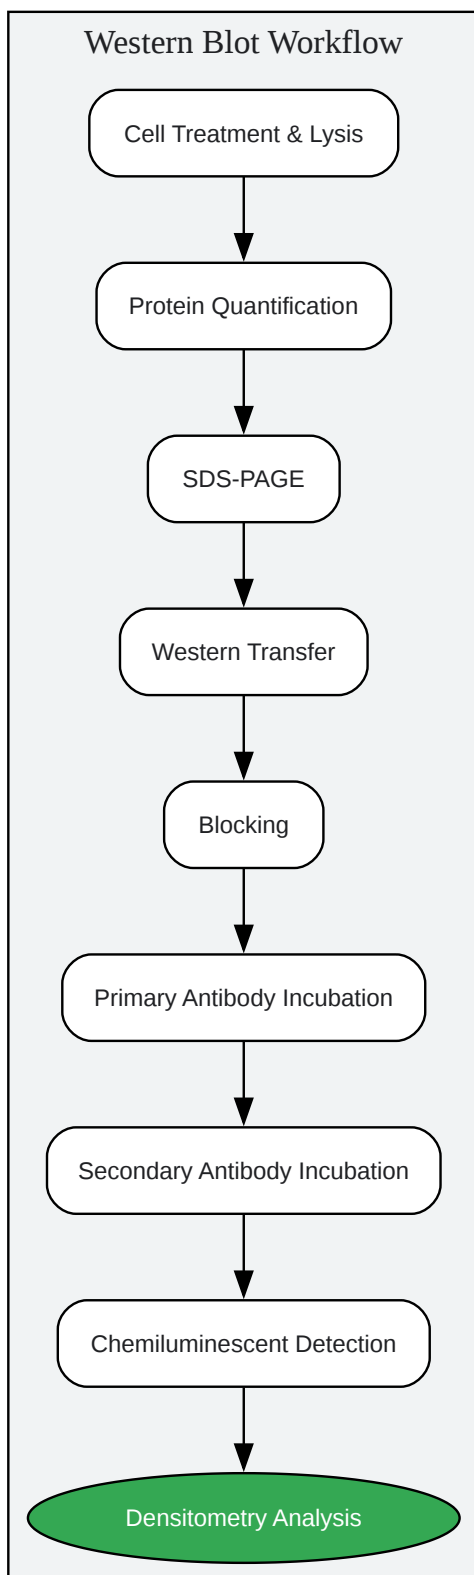 Western Blot Workflow
Cell Treatment & Lysis
Protein Quantification
SDS-PAGE
Western Transfer
Blocking
Primary Antibody Incubation
Secondary Antibody Incubation
Chemiluminescent Detection
Densitometry Analysis